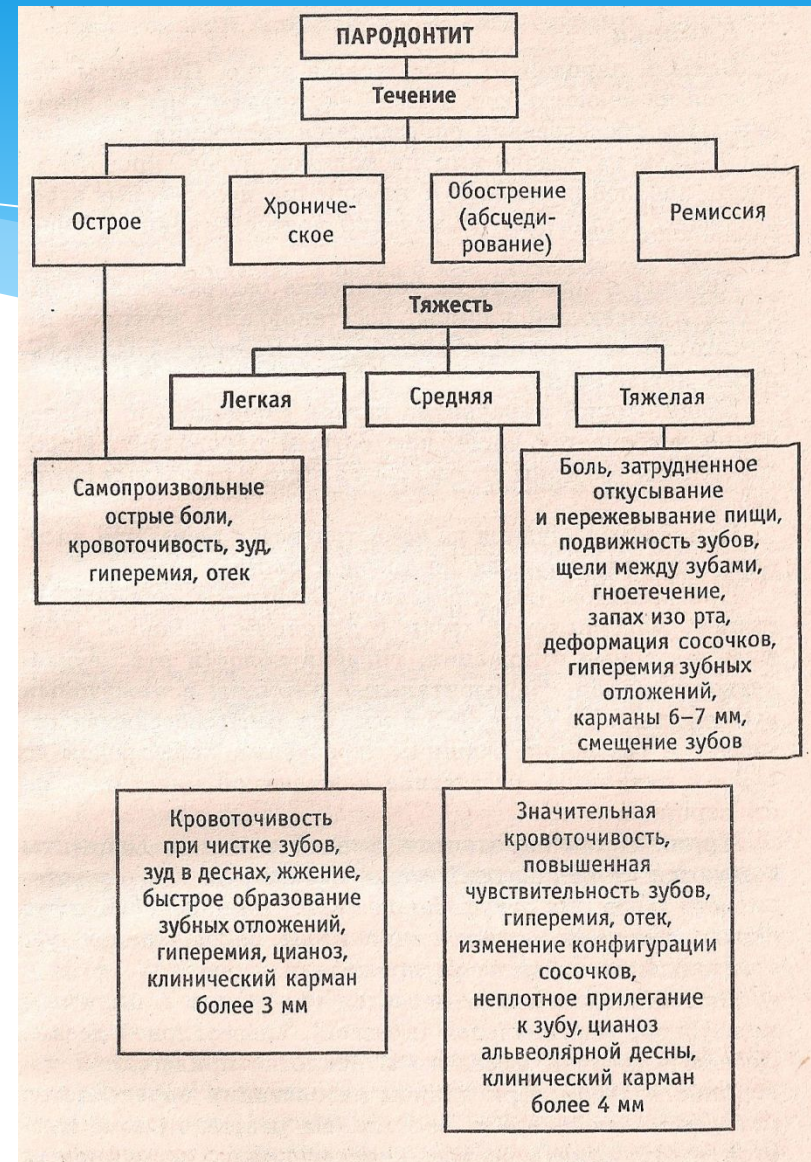 ПАРОДОНТИТ
Течение
Острое
Хрониче-
ское
Обострение
(абсцеди-
рование)
Ремиссия
Тяжесть
Легкая
Средняя
Тяжелая
Самопроизвольные
острые боли,
кровоточивость, зуд,
гиперемия, отек
Боль, затрудненное
откусывание
и пережевывание пищи,
подвижность зубов,
щели между зубами,
гноетечение,
запах изо рта,
деформация сосочков,
гиперемия зубных
отложений,
карманы 6–7 мм,
смещение зубов
Кровоточивость
при чистке зубов,
зуд в деснах, жжение,
быстрое образование
зубных отложений,
гиперемия, цианоз,
клинический карман
более 3 мм
Значительная
кровоточивость,
повышенная
чувствительность зубов,
гиперемия, отек,
изменение конфигурации
сосочков,
неплотное прилегание
к зубу, цианоз
альвеолярной десны,
клинический карман
более 4 мм